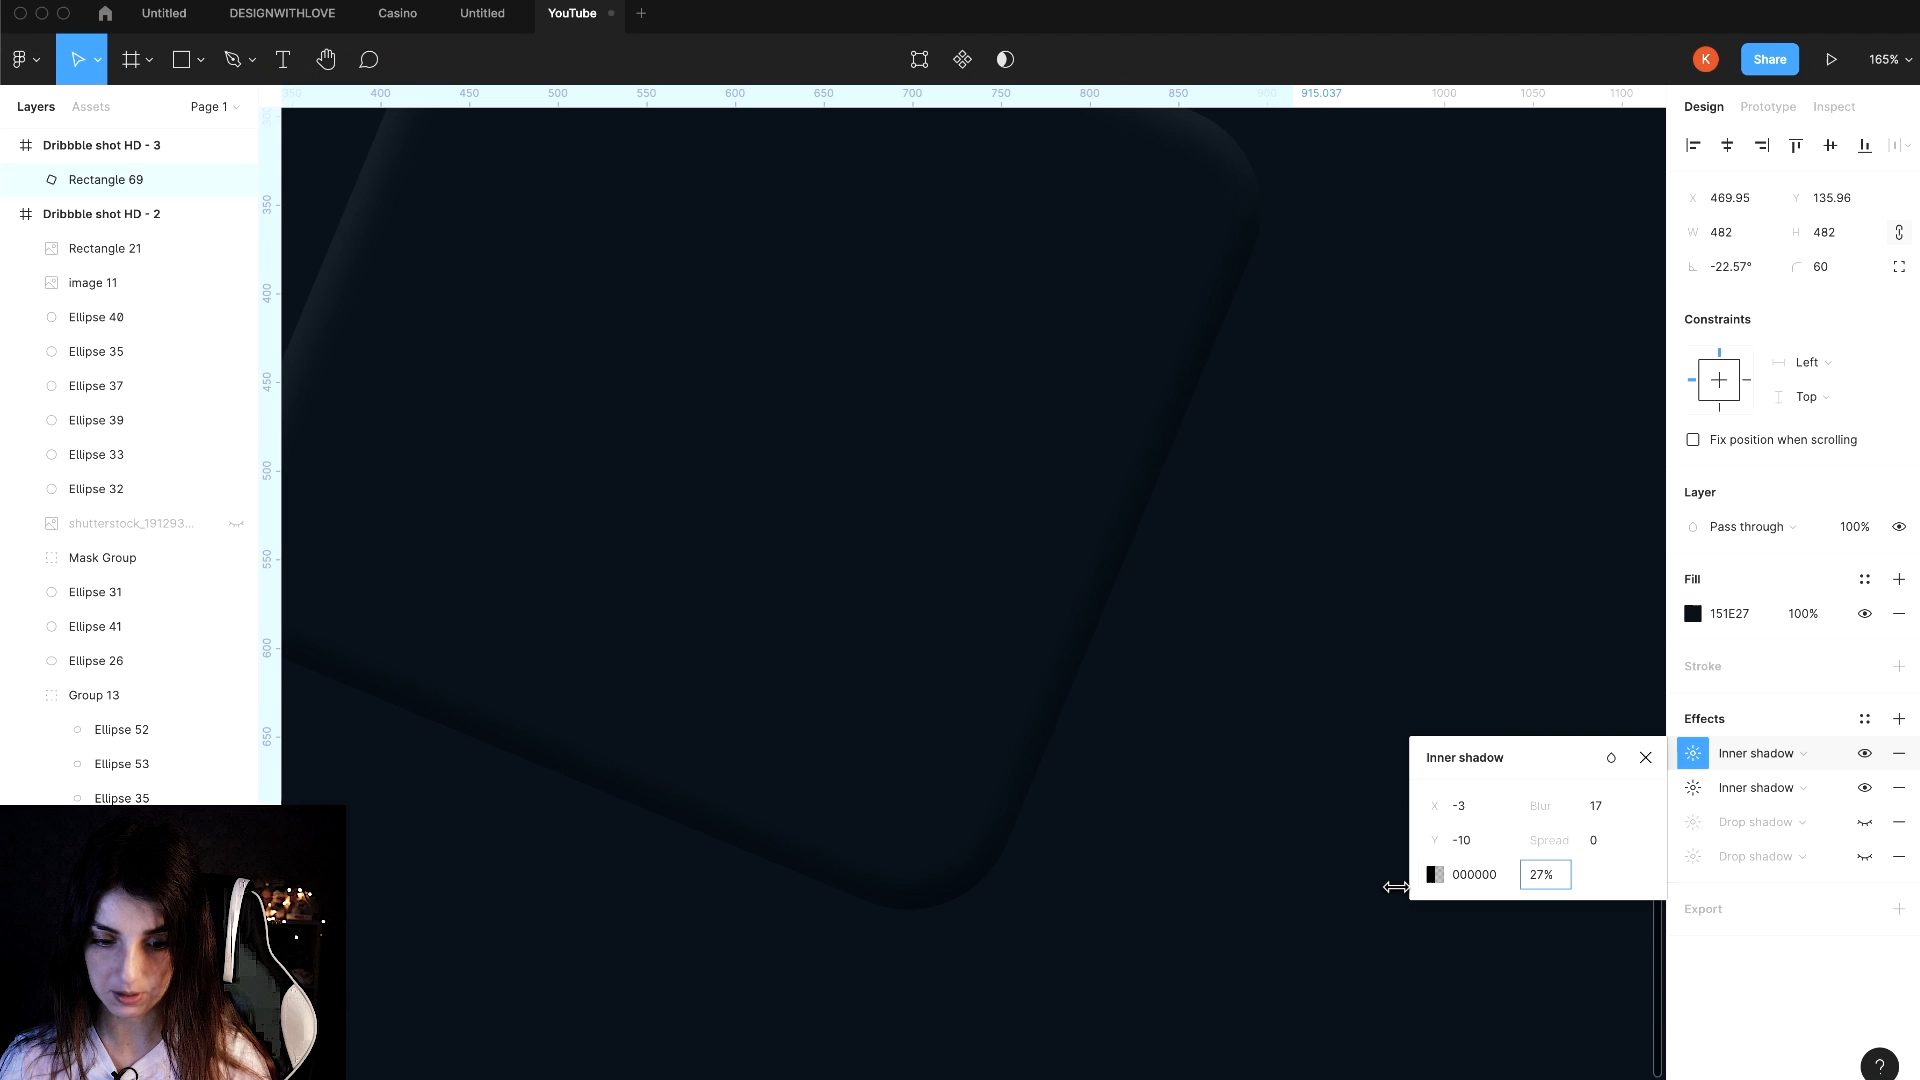 Untitled
DESIGNWITHLOVE
Casino
Untitled
YouTube
K
Share
165%
Layers
Assets
Page 1
350 400 450 500 550 600 650 700 750 800 850 900 915.037 1000 1050 1100
Design
Prototype
Inspect
Dribbble shot HD - 3
Rectangle 69
Dribbble shot HD - 2
Rectangle 21
image 11
Ellipse 40
Ellipse 35
Ellipse 37
Ellipse 39
Ellipse 33
Ellipse 32
shutterstock_191293...
Mask Group
Ellipse 31
Ellipse 41
Ellipse 26
Group 13
Ellipse 52
Ellipse 53
Ellipse 35
300
350
400
450
500
550
600
650
X 469.95 Y 135.96
W 482 H 482
-22.57° 60
Constraints
Left
Top
Fix position when scrolling
Layer
Pass through 100%
Fill
151E27 100%
Stroke
Effects
Inner shadow
Inner shadow
Drop shadow
Drop shadow
Export
Inner shadow
X -3 Blur 17
Y -10 Spread 0
000000 27%
?